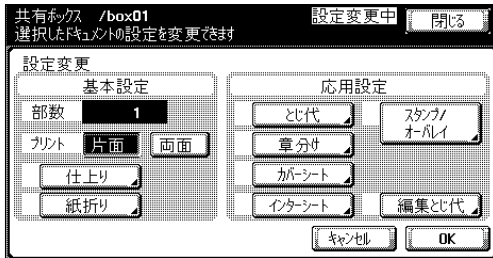 共有ボックス /box01 設定変更中 閉じる
選択したドキュメントの設定を変更できます
設定変更
基本設定
部数 1
プリント 片面 両面
仕上り
紙折り
応用設定
とじ代
章分け
カバーシート
インターシート
スタンプ/
オーバレイ
編集とじ代
キャンセル OK